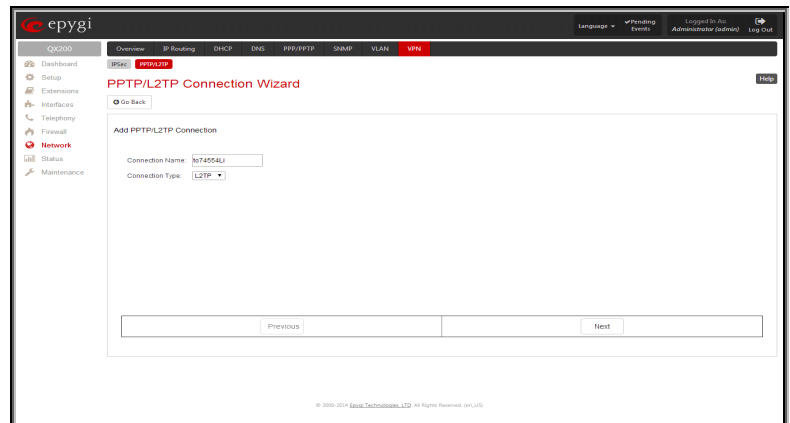 epygi
Language
Pending Events
Logged In As:
Administrator (admin)
Log Out
QX200
Overview IP Routing DHCP DNS PPP/PPTP SNMP VLAN VPN
Dashboard
Setup
Extensions
Interfaces
Telephony
Firewall
Network
Status
Maintenance
IPSec PPTP/L2TP
PPTP/L2TP Connection Wizard
Help
Go Back
Add PPTP/L2TP Connection
Connection Name: to74554Li
Connection Type: L2TP
Previous
Next
© 2000-2014 Epygi Technologies, LTD. All Rights Reserved. (en_US)